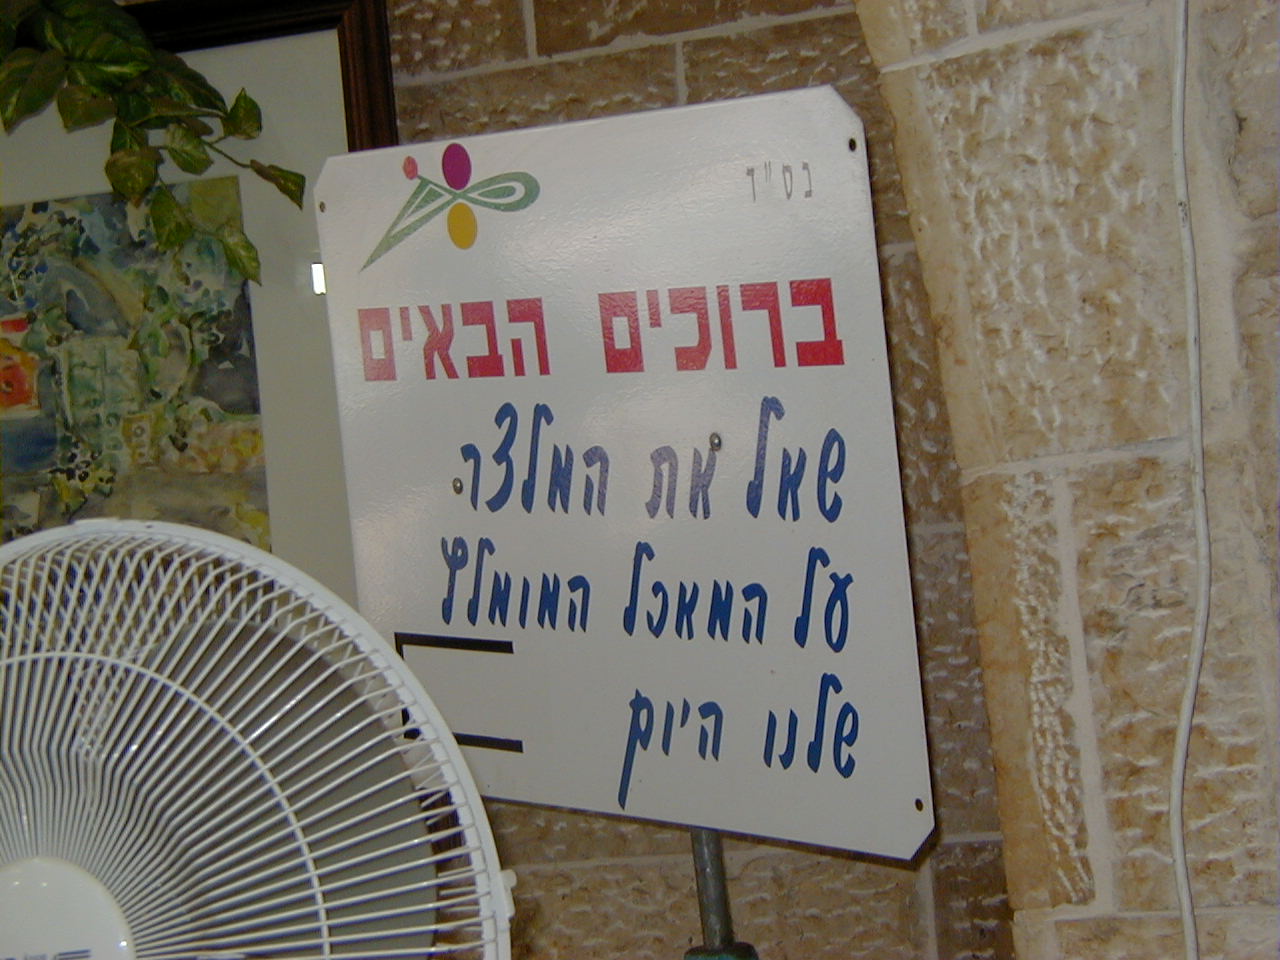 בס"ד
ברוכים הבאים
שאל את המלצר
על המאכל המומלץ
שלנו היום